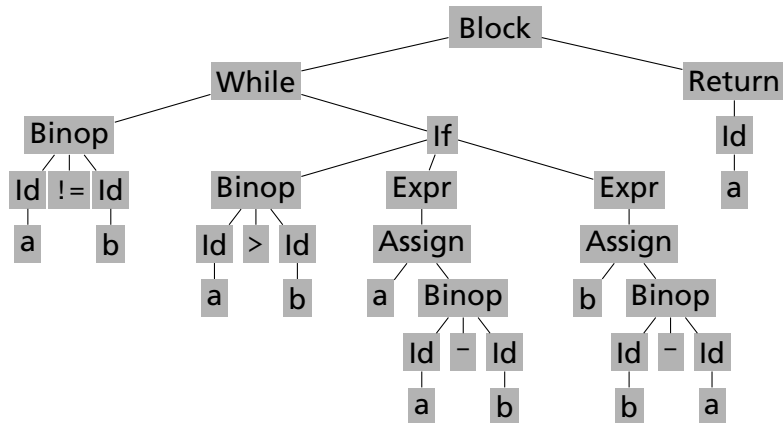 Block
While Return
Binop If Id
Id != Id Binop Expr Expr a
a b Id > Id Assign Assign
a b a Binop b Binop
Id - Id Id - Id
a b b a